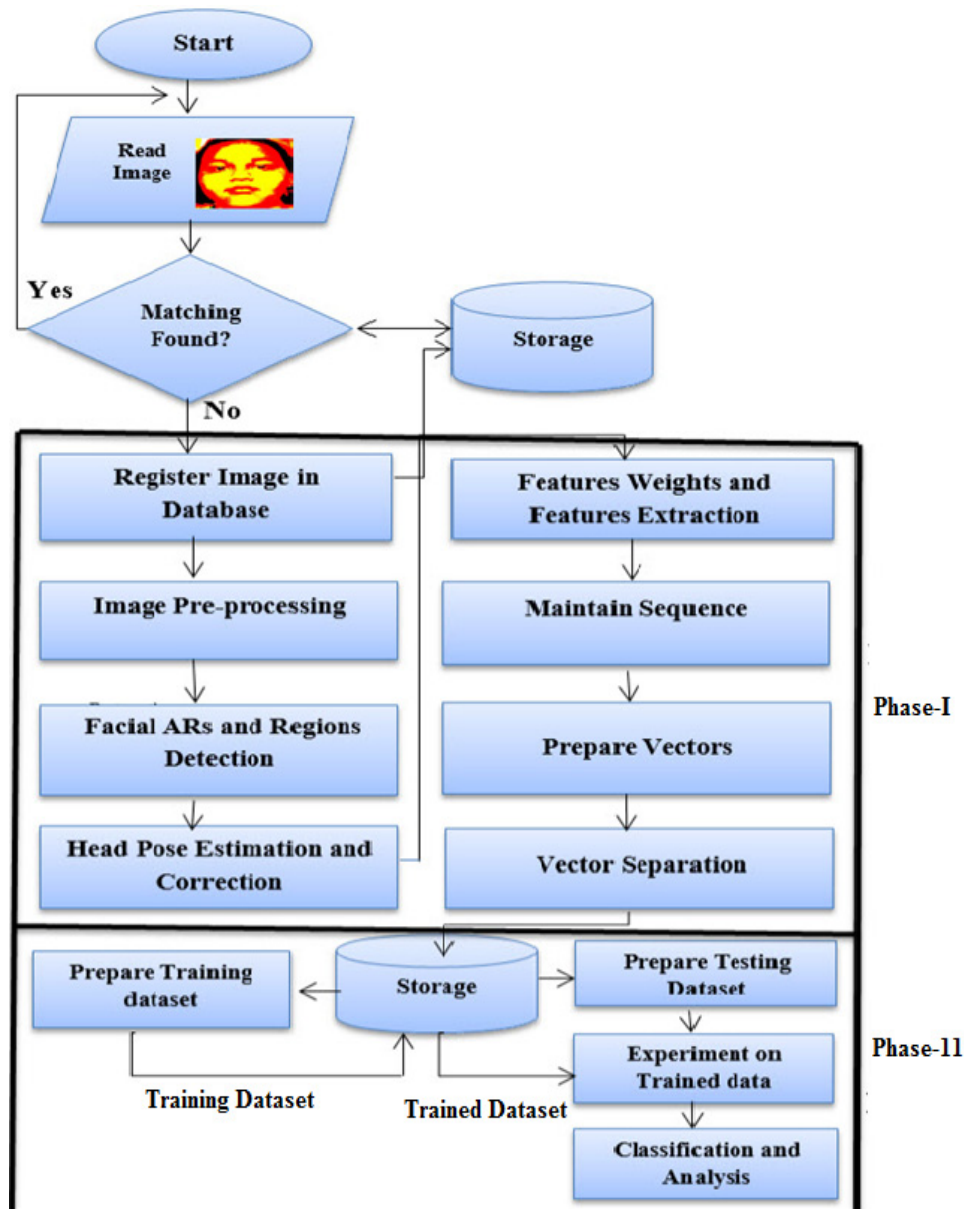 Start
Read
Image
Yes
Matching
Found?
Storage
No
Register Image in
Database
Image Pre-processing
Facial ARs and Regions
Detection
Head Pose Estimation and
Correction
Features Weights and
Features Extraction
Maintain Sequence
Prepare Vectors
Vector Separation
Phase-I
Prepare Training
dataset
Storage
Prepare Testing
Dataset
Experiment on
Trained data
Training Dataset
Trained Dataset
Classification and
Analysis
Phase-11